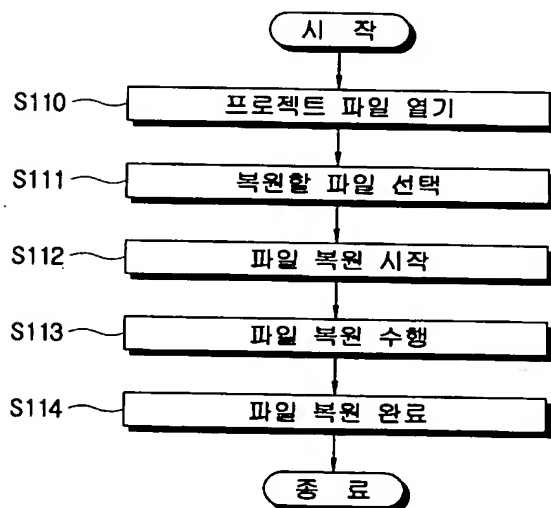 시 작
S110 프로젝트 파일 열기
S111 복원할 파일 선택
S112 파일 복원 시작
S113 파일 복원 수행
S114 파일 복원 완료
종 료